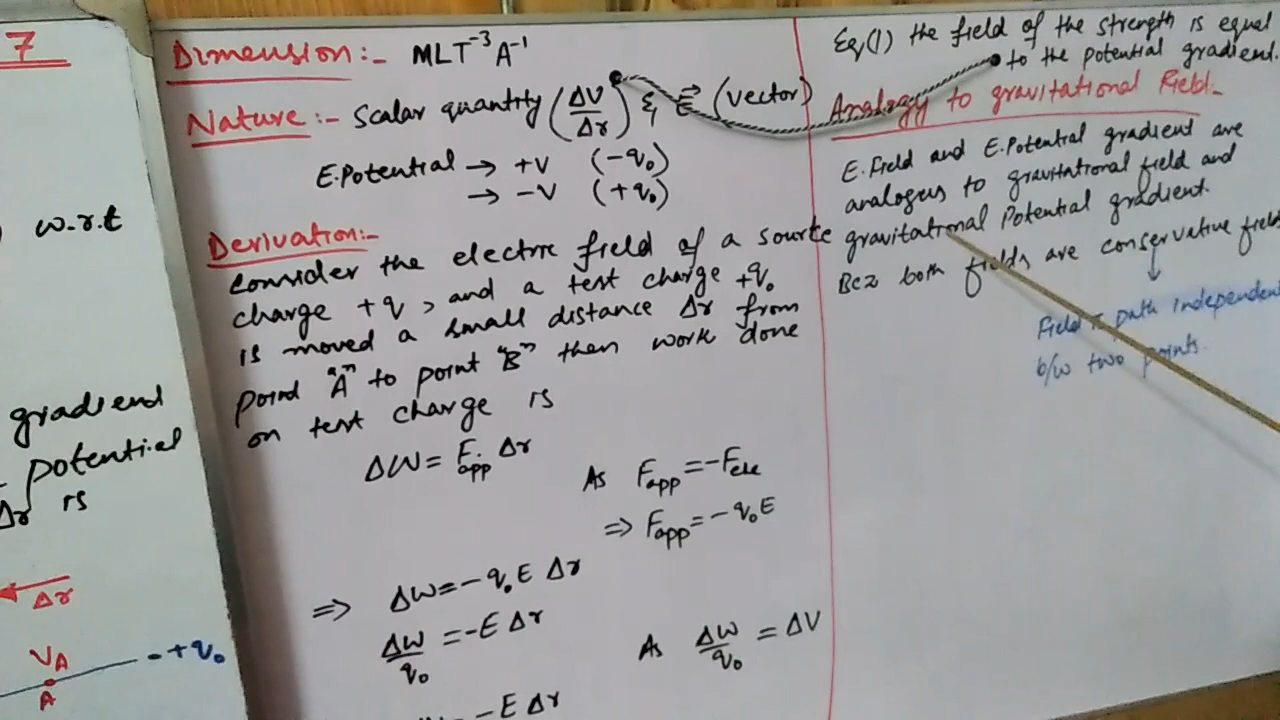 7
w.r.t
gradient
potential
Δr is
Δr
VA
A
+q₀
Dimension:- MLT⁻³A⁻¹
Nature:- Scalar quantity (ΔV/Δr) & E⃗ (vector)
E.Potential → +V (-q₀)
→ -V (+q₀)
Derivation:-
Consider the electric field of a source
charge +q, and a test charge +q₀
is moved a small distance Δr from
point "A" to point "B" then work done
on test charge is
ΔW = Fapp. Δr
As Fapp = -Fele
⇒ Fapp = -q₀E
⇒ ΔW = -q₀E Δr
ΔW/q₀ = -E Δr
As ΔW/q₀ = ΔV
-E Δr
Eq(1) the field of the strength is equal
to the potential gradient.
Analogy to gravitational Field:-
E.Field and E.Potential gradient are
analogus to gravitational field and
gravitational Potential gradient.
Bcz both fields are conservative field
Field path independent
b/w two points.